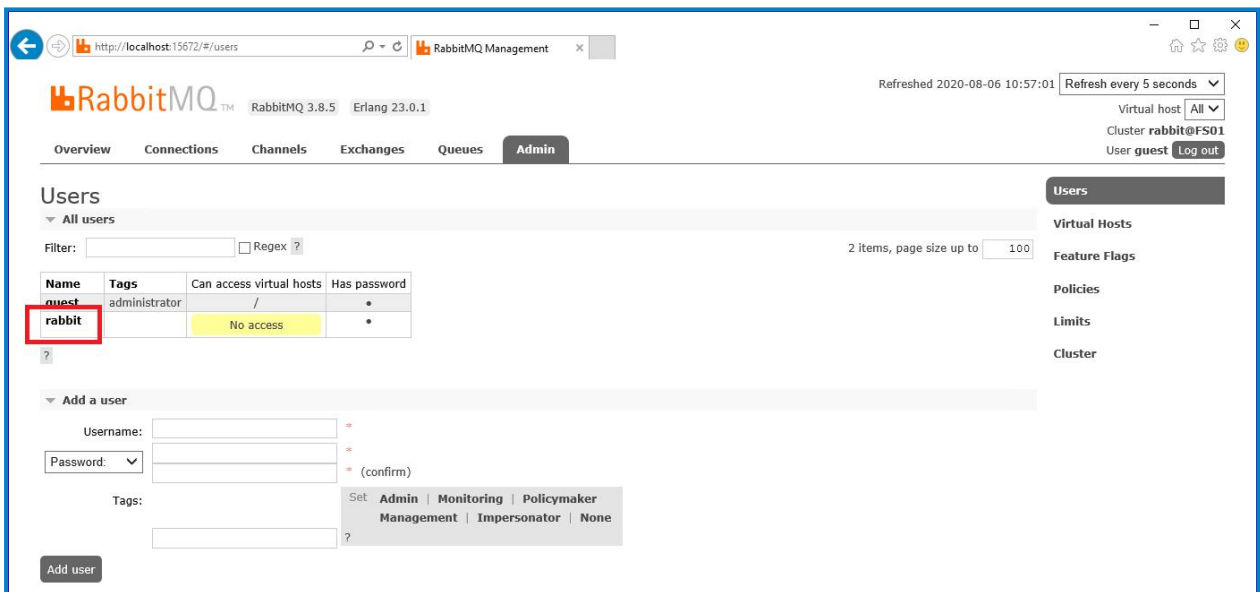 http://localhost:15672/#/users RabbitMQ Management
Refreshed 2020-08-06 10:57:01 Refresh every 5 seconds
RabbitMQ TM RabbitMQ 3.8.5 Erlang 23.0.1
Virtual host All
Cluster rabbit@FS01
User guest Log out
Overview Connections Channels Exchanges Queues Admin
Users
All users
Filter: Regex ?
2 items, page size up to 100
Name Tags Can access virtual hosts Has password
guest administrator / •
rabbit No access •
?
Add a user
Username: *
Password: *
* (confirm)
Tags:
Set Admin | Monitoring | Policymaker
Management | Impersonator | None
?
Add user
Users
Virtual Hosts
Feature Flags
Policies
Limits
Cluster